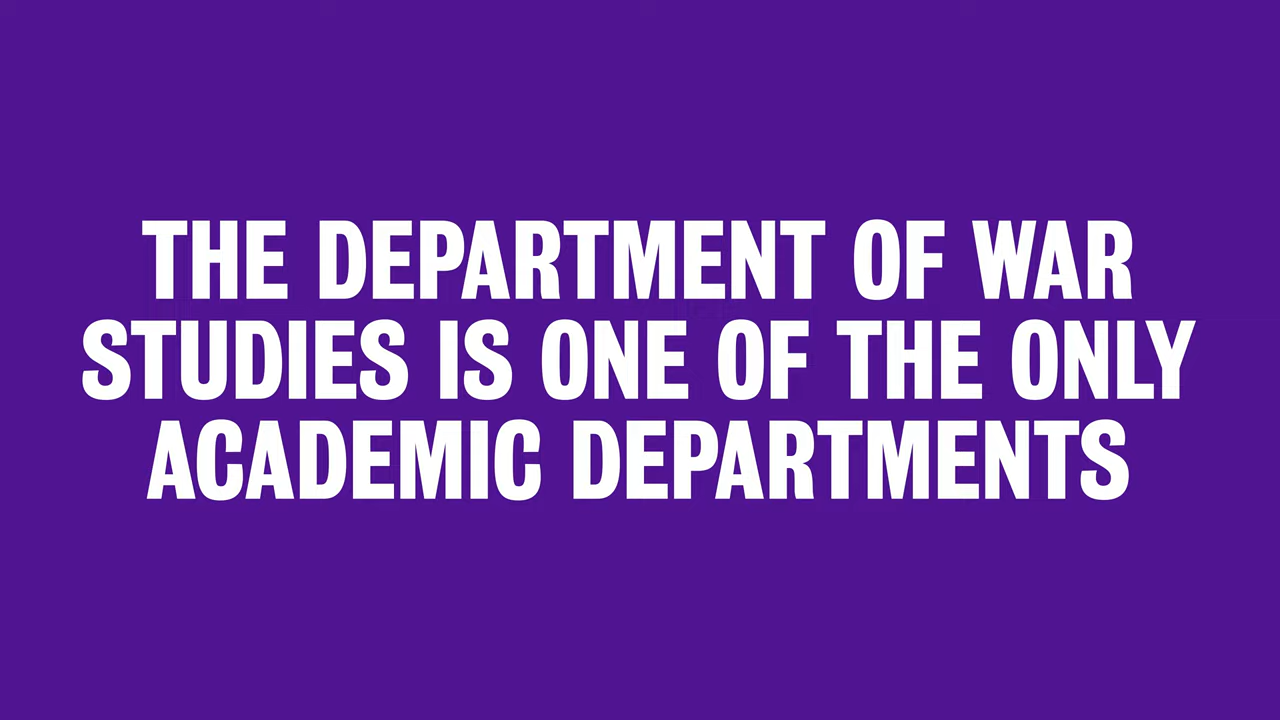 THE DEPARTMENT OF WAR
STUDIES IS ONE OF THE ONLY
ACADEMIC DEPARTMENTS